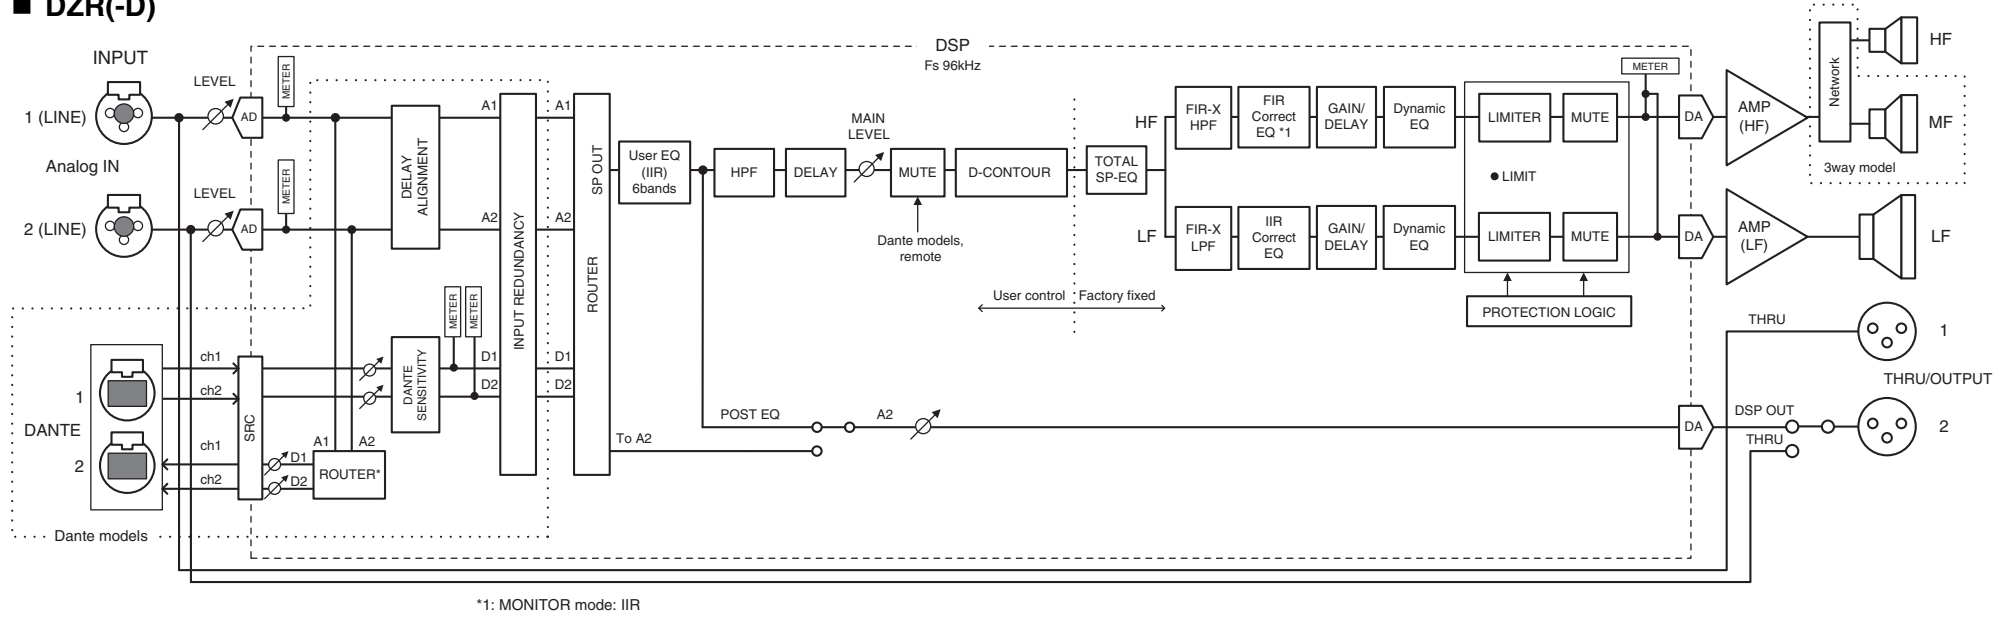 ■ DZR(-D)
INPUT
1 (LINE)
Analog IN
2 (LINE)
LEVEL
LEVEL
AD
AD
METER
METER
DSP
Fs 96kHz
DELAY
ALIGNMENT
A1
A2
A1
A2
INPUT REDUNDANCY
SP OUT
ROUTER
User EQ
(IIR)
6bands
HPF
DELAY
MAIN
LEVEL
MUTE
Dante models,
remote
D-CONTOUR
User control
Factory fixed
TOTAL
SP-EQ
HF
FIR-X
HPF
FIR
Correct
EQ *1
GAIN/
DELAY
Dynamic
EQ
LIMITER
MUTE
● LIMIT
LF
FIR-X
LPF
IIR
Correct
EQ
GAIN/
DELAY
Dynamic
EQ
LIMITER
MUTE
PROTECTION LOGIC
METER
DA
DA
AMP
(HF)
AMP
(LF)
Network
HF
MF
3way model
LF
DANTE
1
2
ch1
ch2
ch1
ch2
SRC
A1
A2
D1
D2
ROUTER*
DANTE
SENSITIVITY
METER
METER
D1
D2
D1
D2
Dante models
POST EQ
To A2
A2
DA
THRU
1
THRU/OUTPUT
DSP OUT
THRU
2
*1: MONITOR mode: IIR